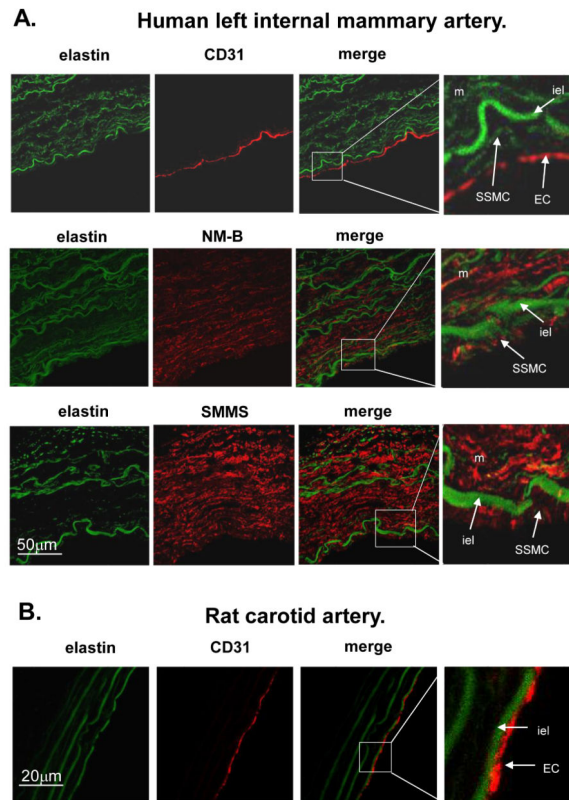 A. Human left internal mammary artery.
elastin CD31 merge
m
iel
SSMC EC
elastin NM-B merge
m
iel
SSMC
elastin SMMS merge
m
iel
SSMC
50µm
B. Rat carotid artery.
elastin CD31 merge
iel
EC
20µm